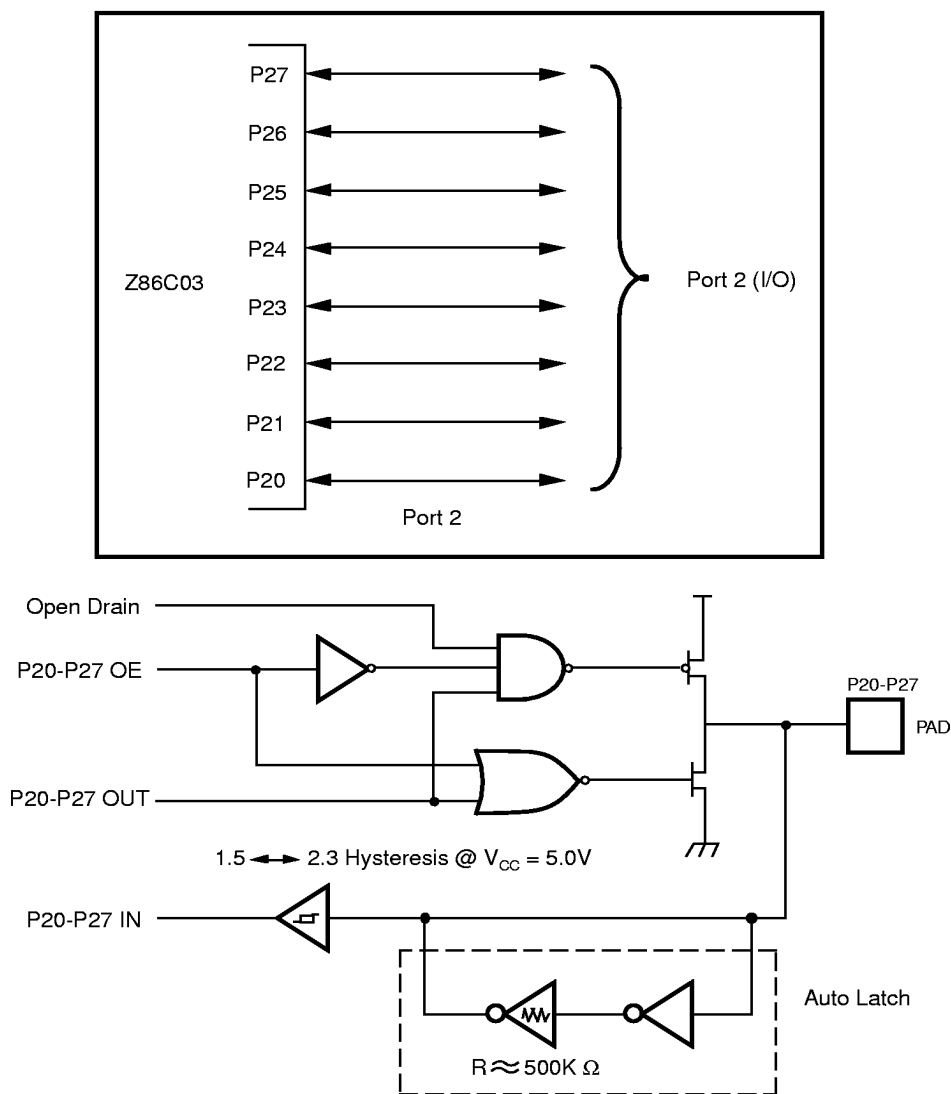 P27
P26
P25
P24
Z86C03
Port 2 (I/O)
P23
P22
P21
P20
Port 2
Open Drain
P20-P27 OE
P20-P27
PAD
P20-P27 OUT
1.5 ↔ 2.3 Hysteresis @ VCC = 5.0V
P20-P27 IN
Auto Latch
R ≈ 500K Ω